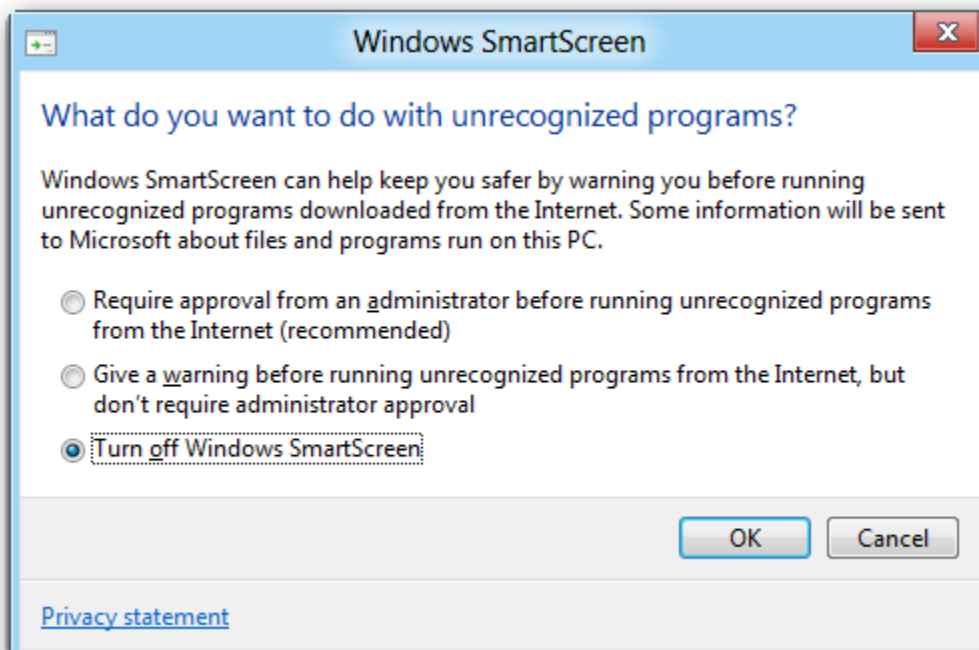 Windows SmartScreen
What do you want to do with unrecognized programs?
Windows SmartScreen can help keep you safer by warning you before running
unrecognized programs downloaded from the Internet. Some information will be sent
to Microsoft about files and programs run on this PC.
Require approval from an administrator before running unrecognized programs
from the Internet (recommended)
Give a warning before running unrecognized programs from the Internet, but
don't require administrator approval
Turn off Windows SmartScreen
OK Cancel
Privacy statement